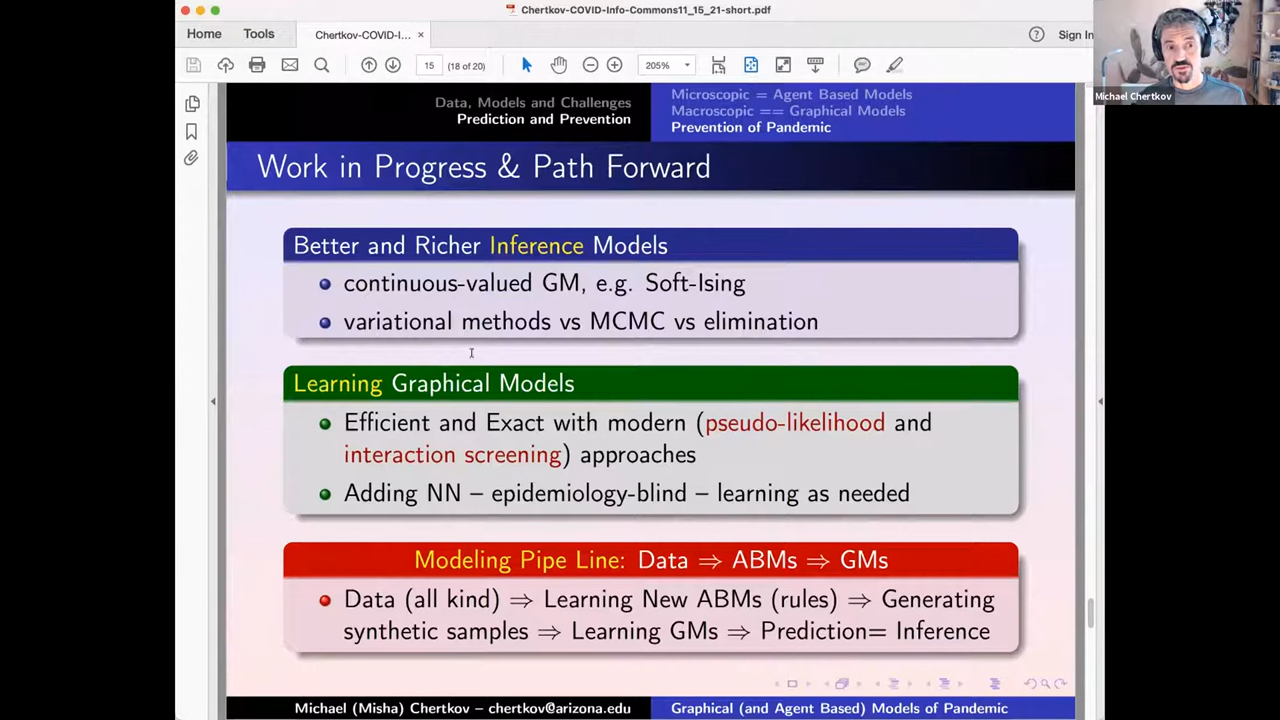 Chertkov-COVID-Info-Commons11_15_21-short.pdf
Home Tools Chertkov-COVID-I... × ? Sign In
15 (18 of 20) 205%
Michael Chertkov
Data, Models and Challenges
Prediction and Prevention
Microscopic = Agent Based Models
Macroscopic == Graphical Models
Prevention of Pandemic
Work in Progress & Path Forward
Better and Richer Inference Models
continuous-valued GM, e.g. Soft-Ising
variational methods vs MCMC vs elimination
Learning Graphical Models
Efficient and Exact with modern (pseudo-likelihood and
interaction screening) approaches
Adding NN – epidemiology-blind – learning as needed
Modeling Pipe Line: Data ⇒ ABMs ⇒ GMs
Data (all kind) ⇒ Learning New ABMs (rules) ⇒ Generating
synthetic samples ⇒ Learning GMs ⇒ Prediction= Inference
Michael (Misha) Chertkov – chertkov@arizona.edu
Graphical (and Agent Based) Models of Pandemic